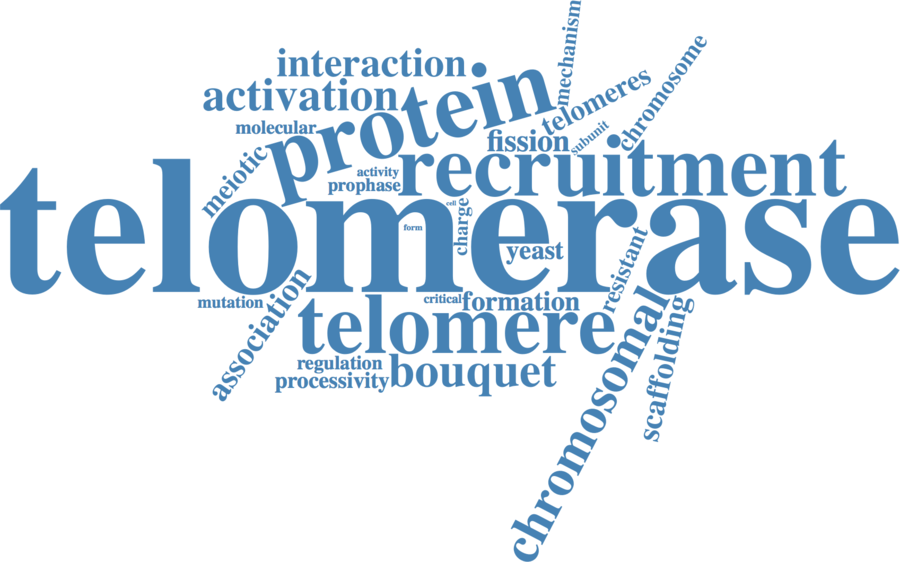 mechanism
interaction
protein
chromosome
activation
telomeres
molecular
fission
subunit
meiotic
recruitment
activity
prophase
telomerase
cell
charge
form
yeast
resistant
association
mutation
critical
formation
telomere
chromosomal
scaffolding
regulation
bouquet
processivity